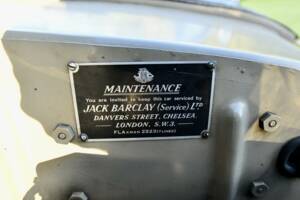 MAINTENANCE
You are invited to keep this car serviced by
JACK BARCLAY (Service) LTD
DANVERS STREET, CHELSEA,
LONDON, S.W.3.